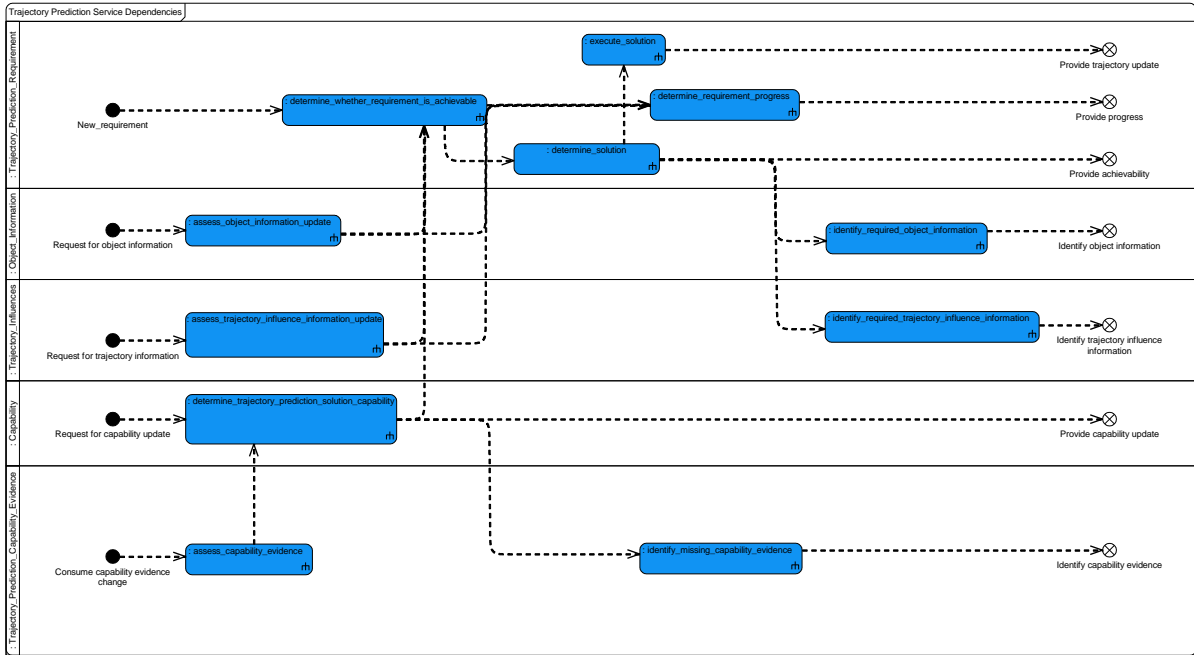 Trajectory Prediction Service Dependencies
: Trajectory_Prediction_Requirement
: execute_solution
Provide trajectory update
New_requirement
: determine_whether_requirement_is_achievable
: determine_requirement_progress
Provide progress
: determine_solution
Provide achievability
: Object_Information
Request for object information
: assess_object_information_update
: identify_required_object_information
Identify object information
: Trajectory_Influences
Request for trajectory information
: assess_trajectory_influence_information_update
: identify_required_trajectory_influence_information
Identify trajectory influence
information
: Capability
Request for capability update
: determine_trajectory_prediction_solution_capability
Provide capability update
: Trajectory_Prediction_Capability_Evidence
Consume capability evidence
change
: assess_capability_evidence
: identify_missing_capability_evidence
Identify capability evidence